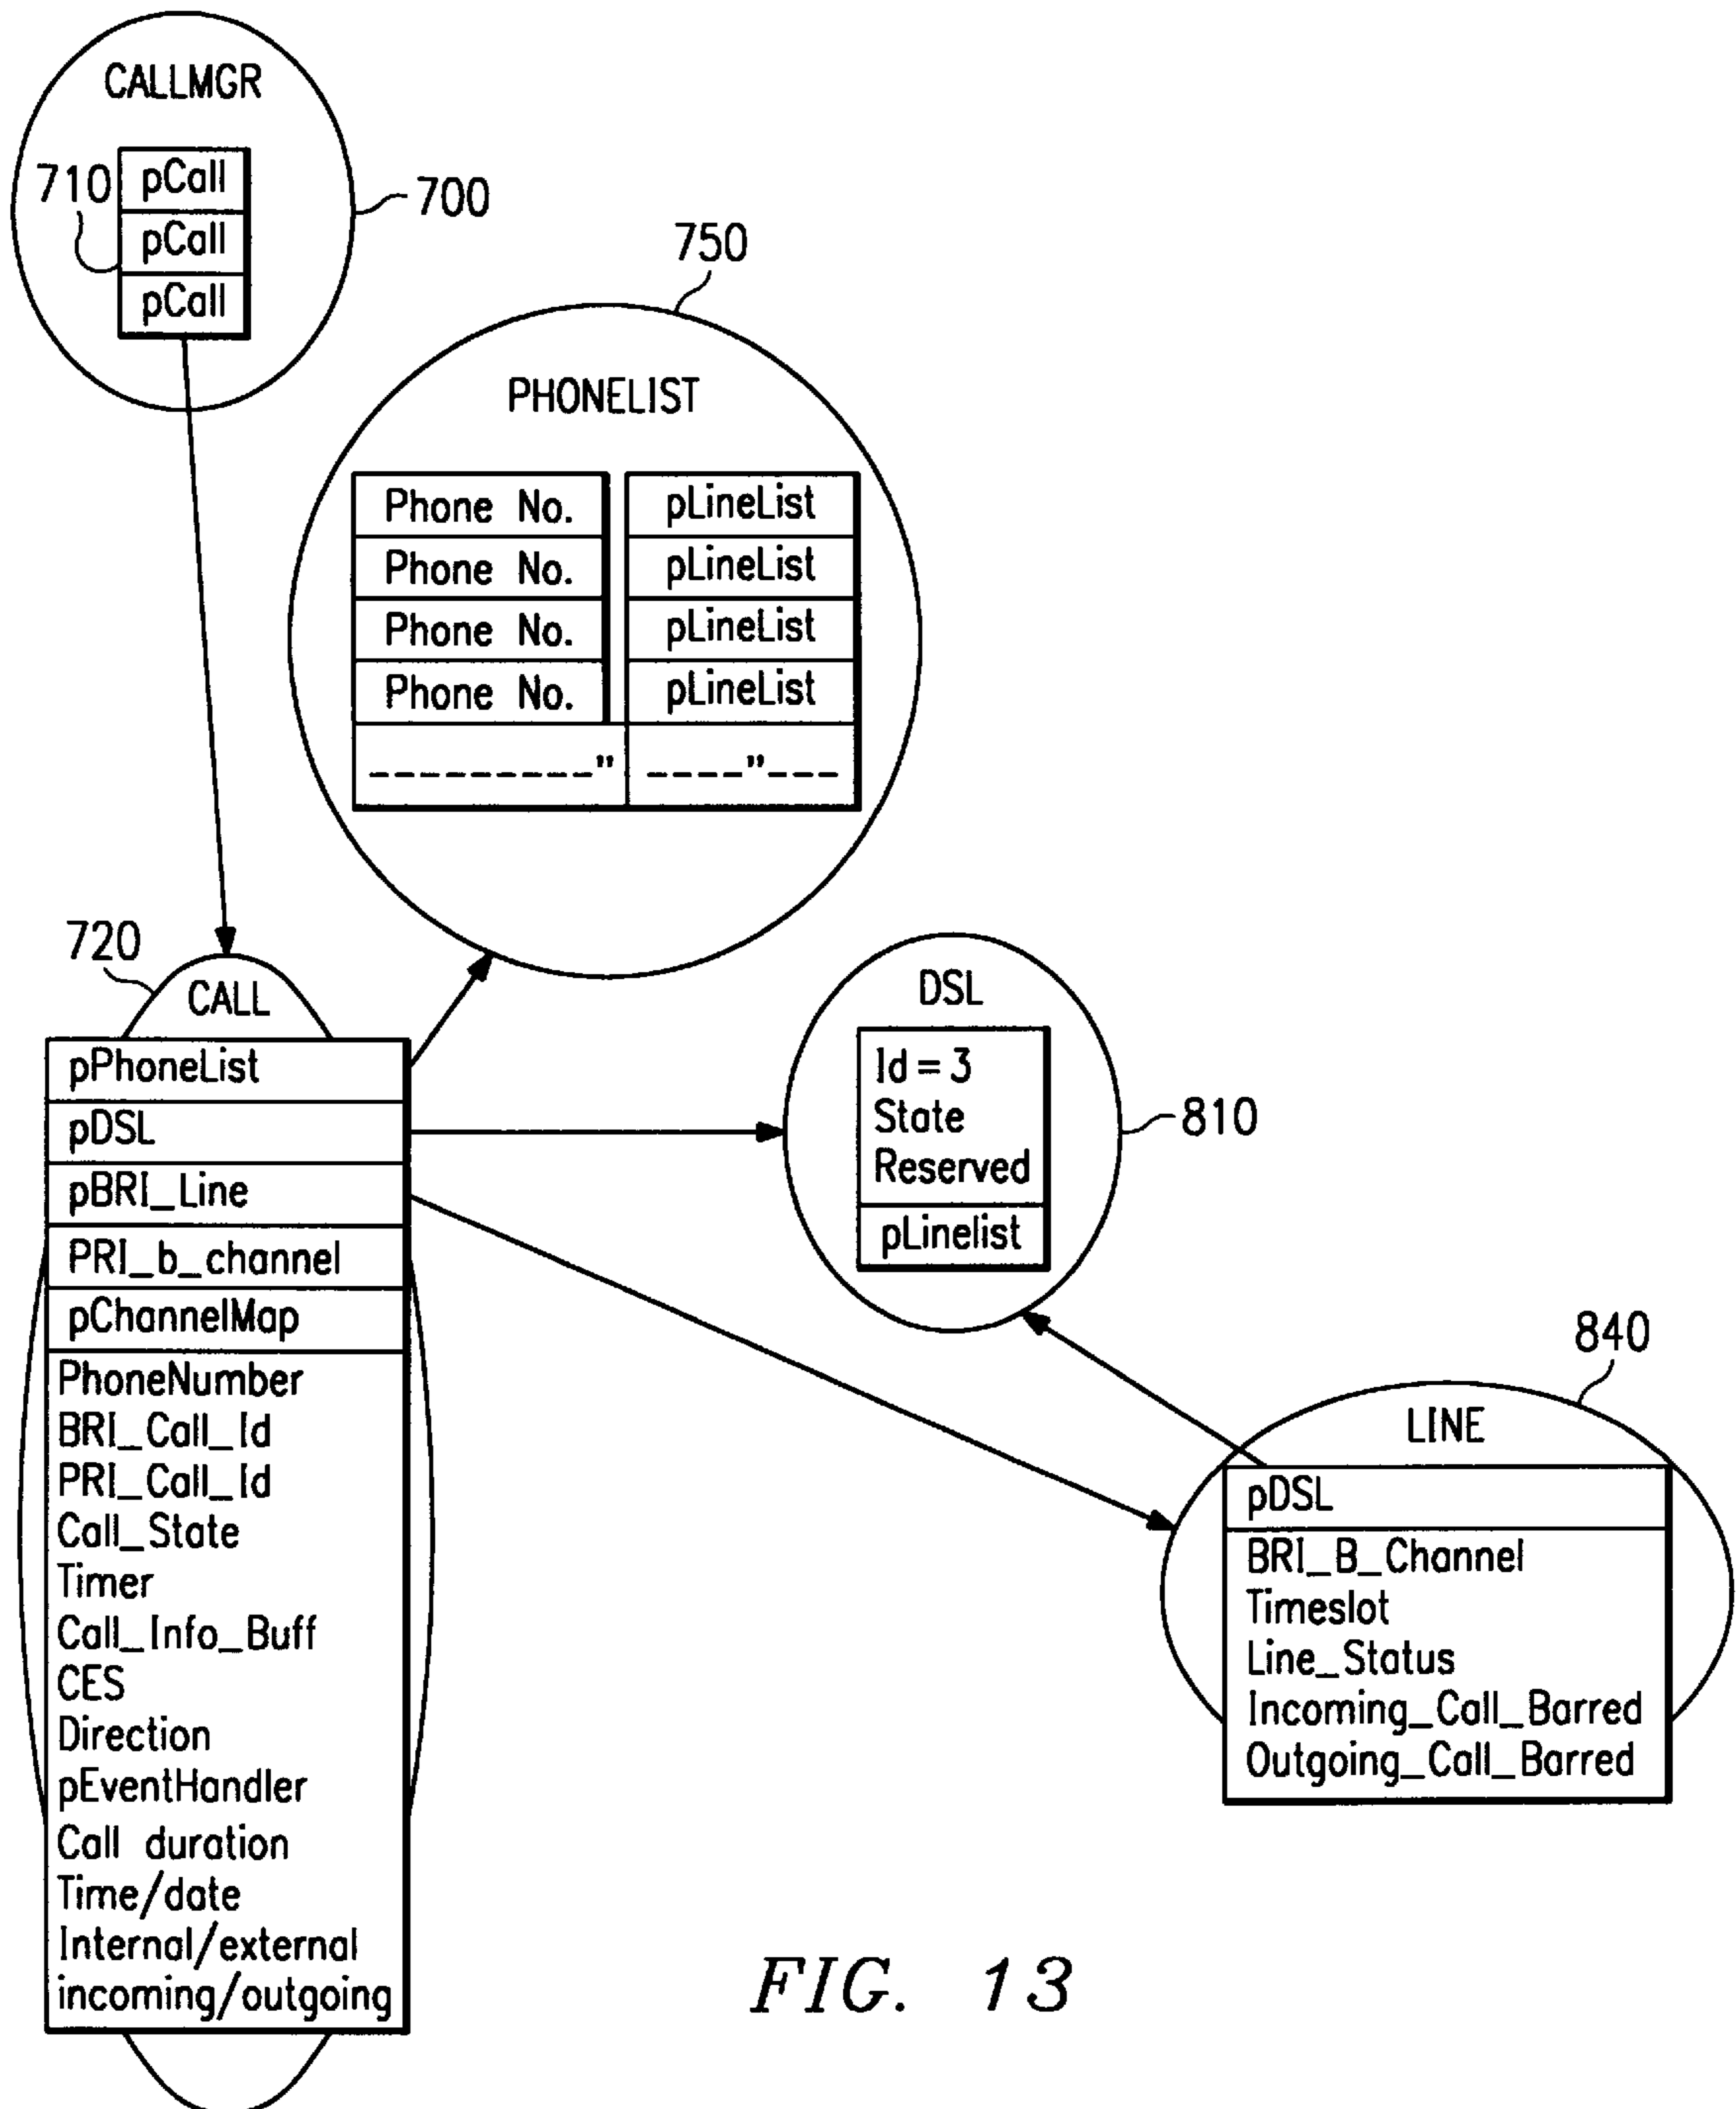 CALLMGR
710
pCall
pCall
pCall
700
750
PHONELIST
Phone No. pLineList
Phone No. pLineList
Phone No. pLineList
Phone No. pLineList
-----------" -----"---
720
CALL
pPhoneList
pDSL
pBRI_Line
PRI_b_channel
pChannelMap
PhoneNumber
BRI_Call_Id
PRI_Call_Id
Call_State
Timer
Call_Info_Buff
CES
Direction
pEventHandler
Call duration
Time/date
Internal/external
incoming/outgoing
DSL
Id = 3
State
Reserved
pLinelist
810
840
LINE
pDSL
BRI_B_Channel
Timeslot
Line_Status
Incoming_Call_Barred
Outgoing_Call_Barred
FIG. 13